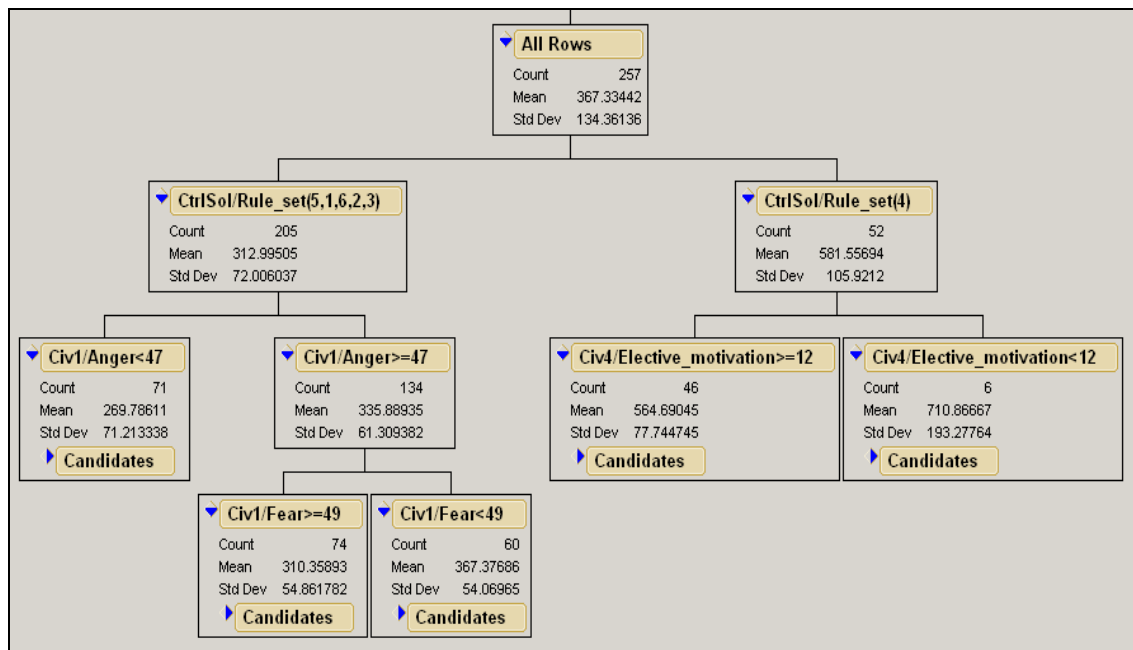 All Rows
Count 257
Mean 367.33442
Std Dev 134.36136
CtrlSol/Rule_set(5,1,6,2,3)
Count 205
Mean 312.99505
Std Dev 72.006037
CtrlSol/Rule_set(4)
Count 52
Mean 581.55694
Std Dev 105.9212
Civ1/Anger<47
Count 71
Mean 269.78611
Std Dev 71.213338
Candidates
Civ1/Anger>=47
Count 134
Mean 335.88935
Std Dev 61.309382
Civ4/Elective_motivation>=12
Count 46
Mean 564.69045
Std Dev 77.744745
Candidates
Civ4/Elective_motivation<12
Count 6
Mean 710.86667
Std Dev 193.27764
Candidates
Civ1/Fear>=49
Count 74
Mean 310.35893
Std Dev 54.861782
Candidates
Civ1/Fear<49
Count 60
Mean 367.37686
Std Dev 54.06965
Candidates